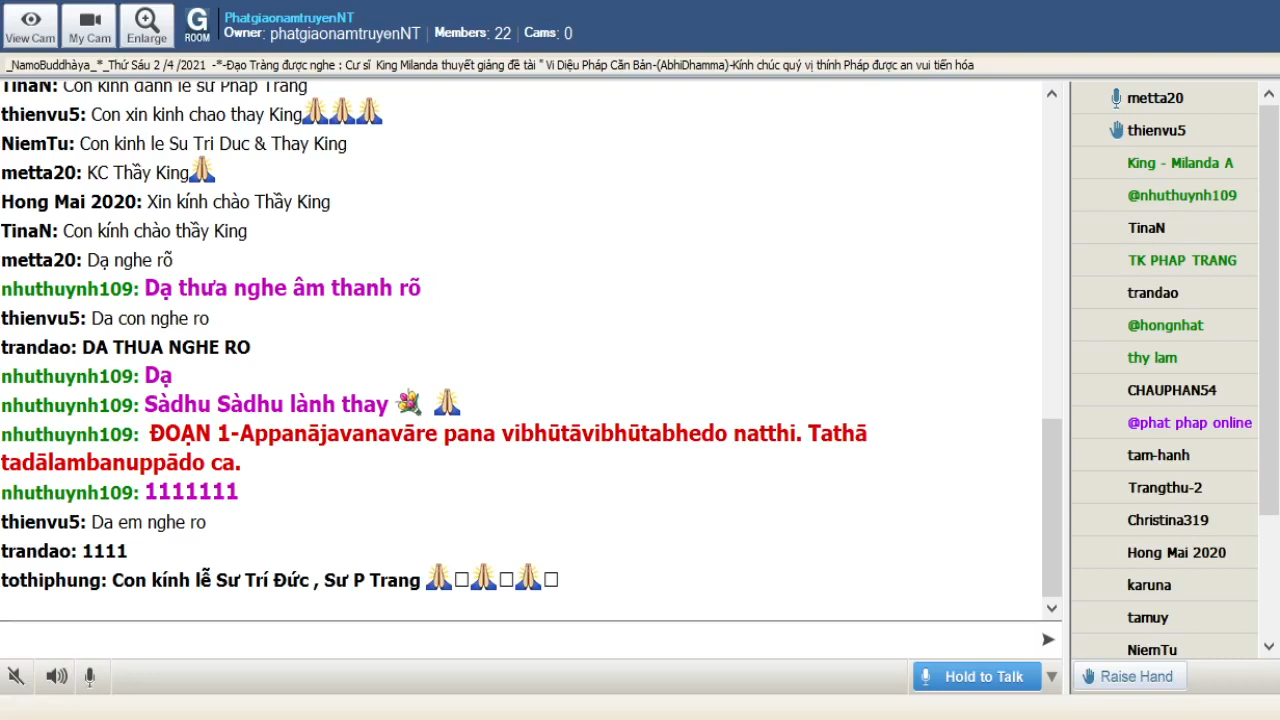 View Cam
My Cam
Enlarge
G
ROOM
PhatgiaonamtruyenNT
Owner: phatgiaonamtruyenNT | Members: 22 | Cams: 0
_NamoBuddhàya_*_Thứ Sáu 2 /4 /2021 -*-Đạo Tràng được nghe : Cư sĩ King Milanda thuyết giảng đề tài " Vi Diệu Pháp Căn Bản-(AbhiDhamma)-Kính chúc quý vị thính Pháp được an vui tiến hóa
TinaN: Con kinh đảnh lễ sư Pháp Trang
thienvu5: Con xin kinh chao thay King🙏🙏🙏
NiemTu: Con kinh le Su Tri Duc & Thay King
metta20: KC Thầy King🙏
Hong Mai 2020: Xin kính chào Thầy King
TinaN: Con kính chào thầy King
metta20: Dạ nghe rõ
nhuthuynh109: Dạ thưa nghe âm thanh rõ
thienvu5: Da con nghe ro
trandao: DA THUA NGHE RO
nhuthuynh109: Dạ
nhuthuynh109: Sàdhu Sàdhu lành thay 💐 🙏
nhuthuynh109: ĐOẠN 1-Appanājavanavāre pana vibhūtāvibhūtabhedo natthi. Tathā
tadālambanuppādo ca.
nhuthuynh109: 1111111
thienvu5: Da em nghe ro
trandao: 1111
tothiphung: Con kính lễ Sư Trí Đức , Sư P Trang 🙏□🙏□🙏□
metta20
thienvu5
King - Milanda A
@nhuthuynh109
TinaN
TK PHAP TRANG
trandao
@hongnhat
thy lam
CHAUPHAN54
@phat phap online
tam-hanh
Trangthu-2
Christina319
Hong Mai 2020
karuna
tamuy
NiemTu
Hold to Talk
Raise Hand